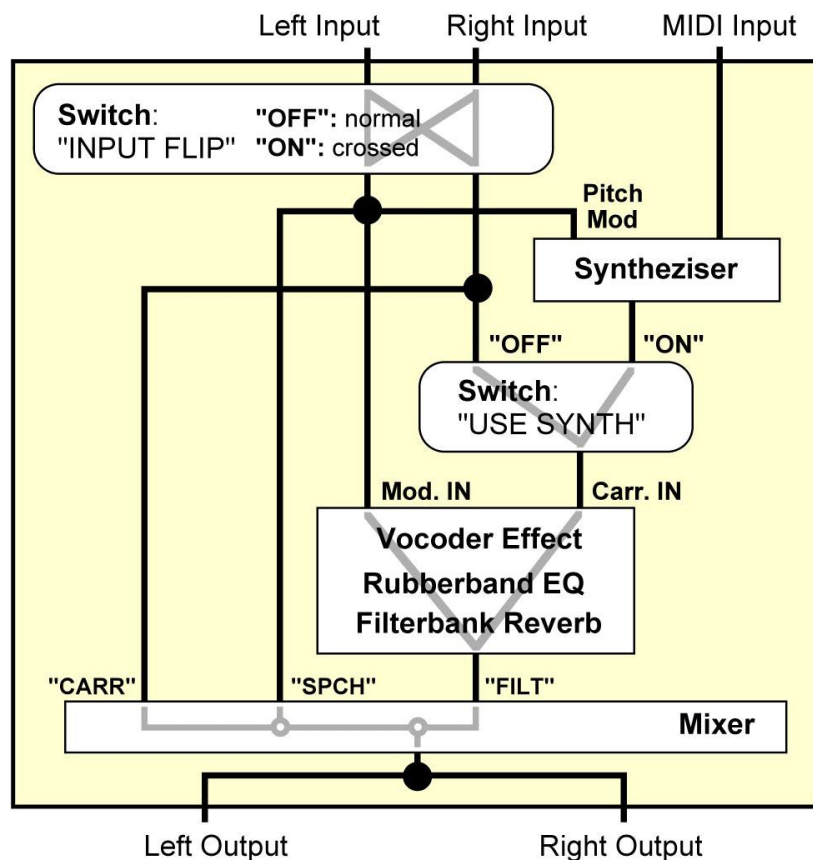 Left Input Right Input MIDI Input
Switch: "OFF": normal
"INPUT FLIP" "ON": crossed
Pitch
Mod
Syntheziser
"OFF" "ON"
Switch:
"USE SYNTH"
Mod. IN Carr. IN
Vocoder Effect
Rubberband EQ
Filterbank Reverb
"CARR" "SPCH" "FILT"
Mixer
Left Output Right Output